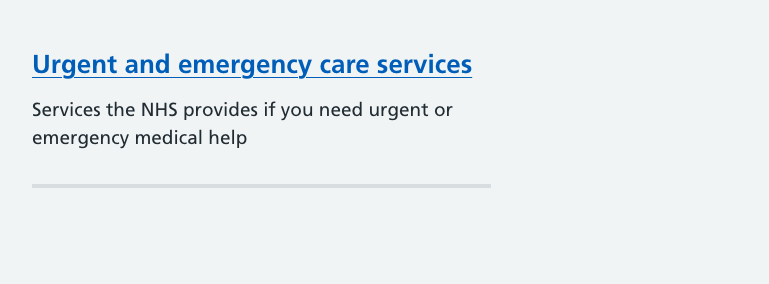 Urgent and emergency care services
Services the NHS provides if you need urgent or
emergency medical help